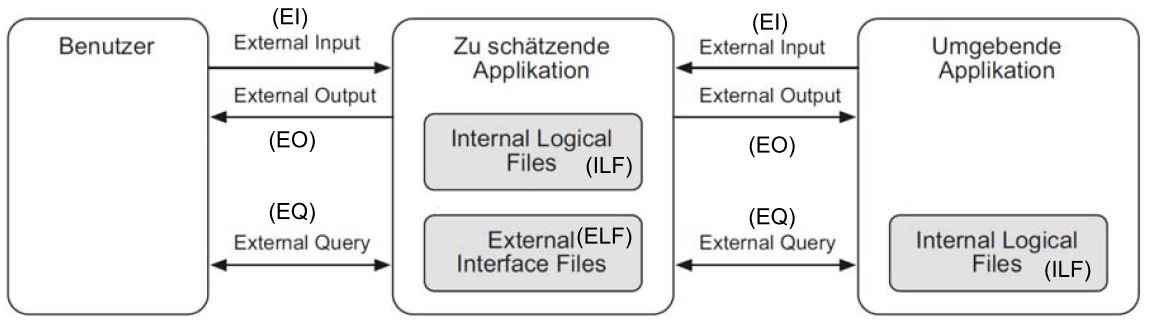 Benutzer
(EI)
External Input
External Output
(EO)
(EQ)
External Query
Zu schätzende
Applikation
Internal Logical
Files (ILF)
External (ELF)
Interface Files
(EI)
External Input
External Output
(EO)
(EQ)
External Query
Umgebende
Applikation
Internal Logical
Files (ILF)